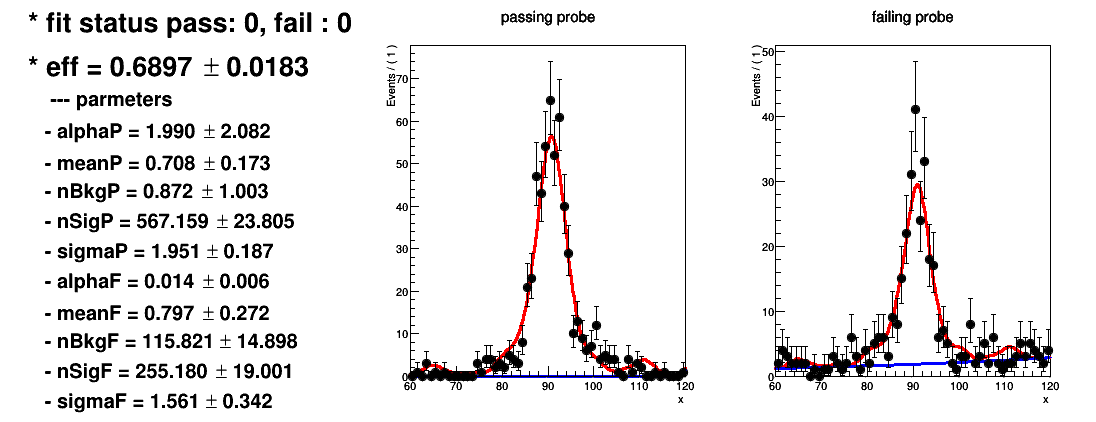 * fit status pass: 0, fail : 0
* eff = 0.6897 ± 0.0183
--- parmeters
- alphaP = 1.990 ± 2.082
- meanP = 0.708 ± 0.173
- nBkgP = 0.872 ± 1.003
- nSigP = 567.159 ± 23.805
- sigmaP = 1.951 ± 0.187
- alphaF = 0.014 ± 0.006
- meanF = 0.797 ± 0.272
- nBkgF = 115.821 ± 14.898
- nSigF = 255.180 ± 19.001
- sigmaF = 1.561 ± 0.342
passing probe
Events / ( 1 )
70
60
50
40
30
20
10
0
60 70 80 90 100 110 120
x
failing probe
Events / ( 1 )
50
40
30
20
10
0
60 70 80 90 100 110 120
x